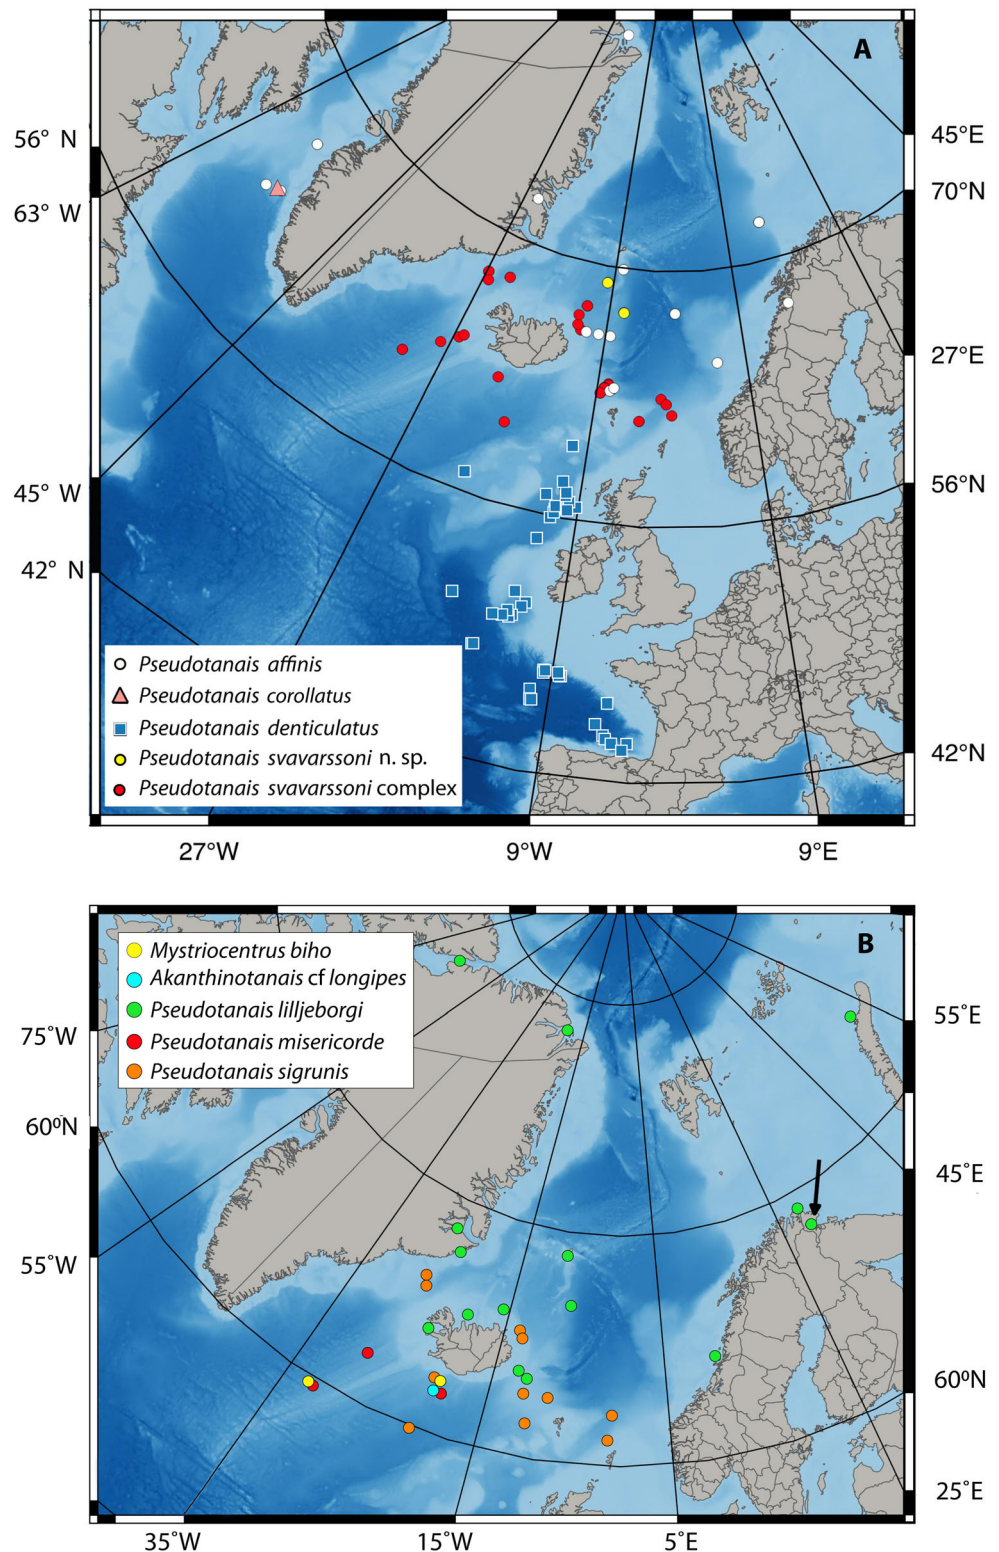 A
56° N
63° W
45° W
42° N
45°E
70°N
27°E
56°N
42°N
Pseudotanais affinis
Pseudotanais corollatus
Pseudotanais denticulatus
Pseudotanais svavarssoni n. sp.
Pseudotanais svavarssoni complex
27°W
9°W
9°E
B
Mystriocentrus biho
Akanthinotanais cf longipes
Pseudotanais lilljeborgi
Pseudotanais misericorde
Pseudotanais sigrunis
75°W
60ºN
55°W
55°E
45°E
60ºN
25°E
35°W
15°W
5°E